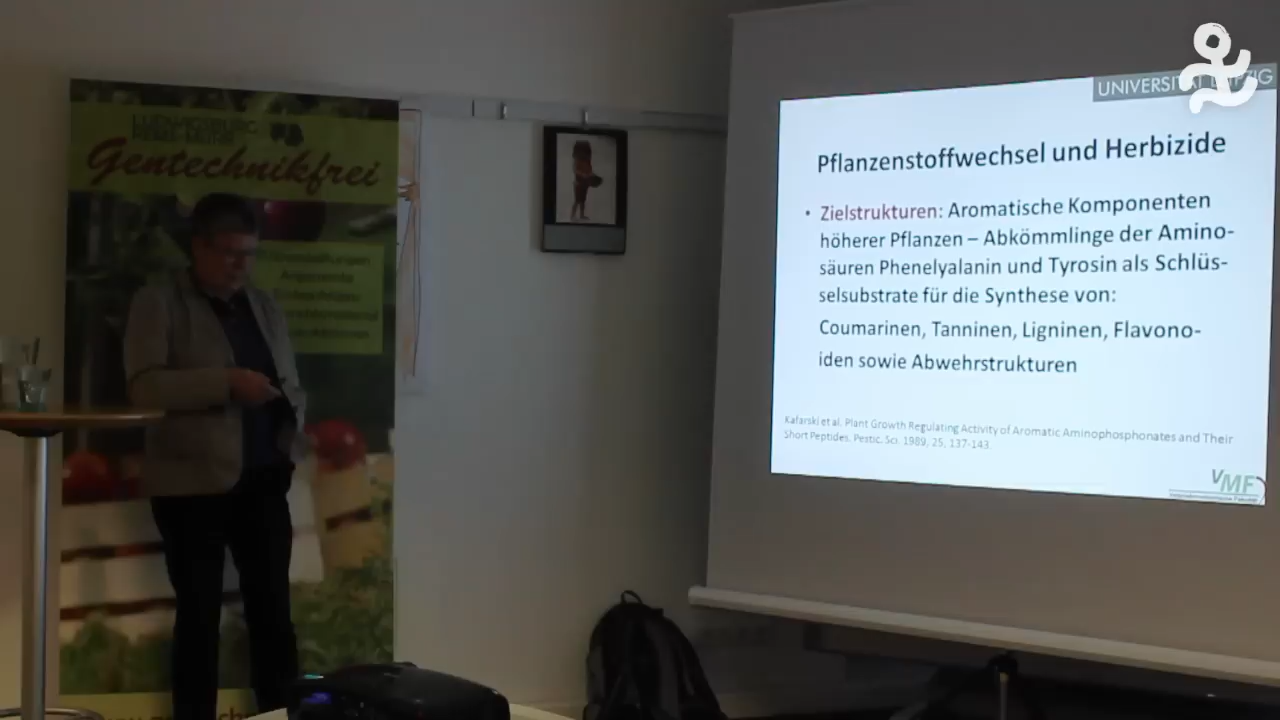 LUDWIGSBURG
Gentechnikfrei
UNIVERSITÄT LEIPZIG
Pflanzenstoffwechsel und Herbizide
• Zielstrukturen: Aromatische Komponenten
höherer Pflanzen – Abkömmlinge der Amino-
säuren Phenelyalanin und Tyrosin als Schlüs-
selsubstrate für die Synthese von:
Coumarinen, Tanninen, Ligninen, Flavono-
iden sowie Abwehrstrukturen
Kafarski et al. Plant Growth Regulating Activity of Aromatic Aminophosphonates and Their
Short Peptides. Pestic. Sci. 1989, 25, 137-143.
VMF